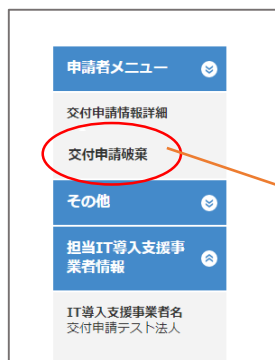 申請者メニュー
交付申請情報詳細
交付申請破棄
その他
担当IT導入支援事
業者情報
IT導入支援事業者名
交付申請テスト法人